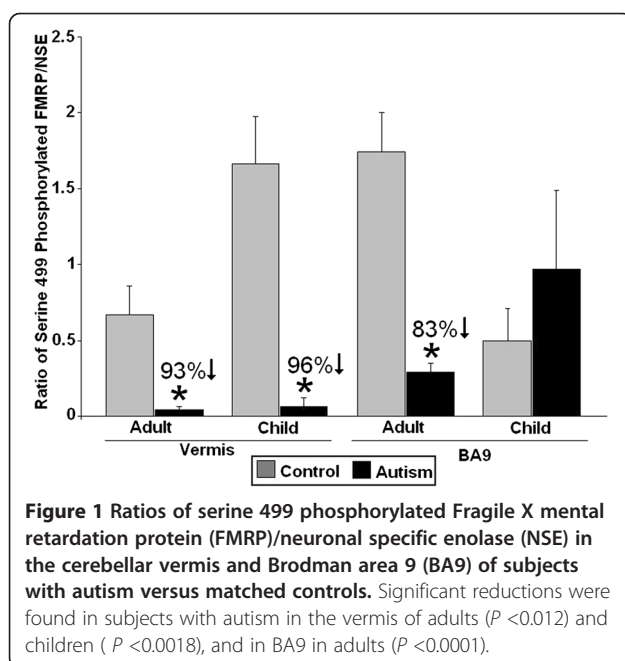 Ratio of Serine 499 Phosphorylated FMRP/NSE
2
1.5
1
0.5
0
93%↓
*
96%↓
*
83%↓
*
Adult Child Adult Child
Vermis BA9
Control Autism
Figure 1 Ratios of serine 499 phosphorylated Fragile X mental
retardation protein (FMRP)/neuronal specific enolase (NSE) in
the cerebellar vermis and Brodman area 9 (BA9) of subjects
with autism versus matched controls. Significant reductions were
found in subjects with autism in the vermis of adults (P <0.012) and
children ( P <0.0018), and in BA9 in adults (P <0.0001).